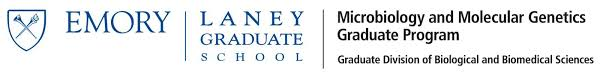 EMORY
LANEY
GRADUATE
SCHOOL
Microbiology and Molecular Genetics
Graduate Program
Graduate Division of Biological and Biomedical Sciences